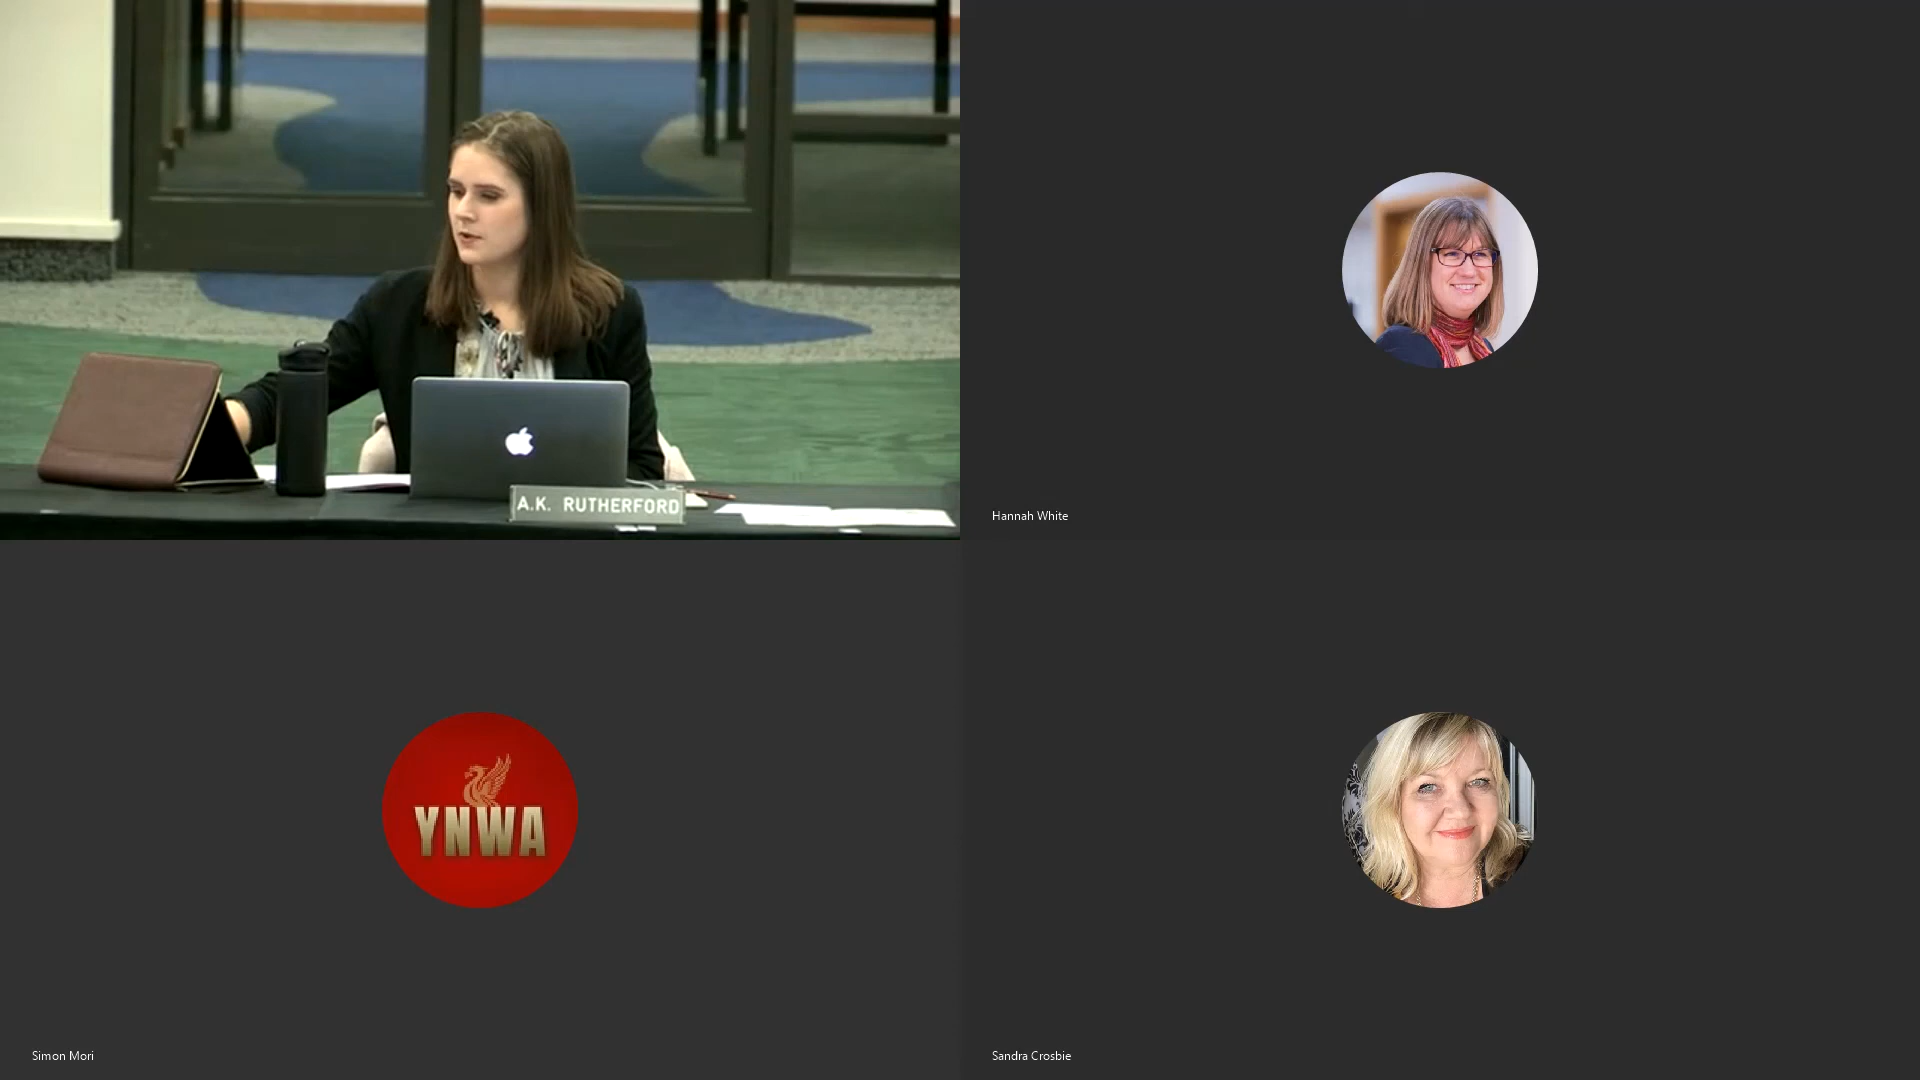 A.K. RUTHERFORD
Hannah White
YNWA
Simon Mori
Sandra Crosbie